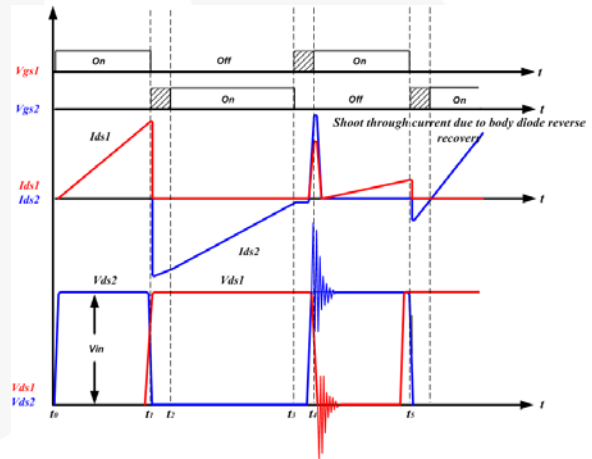 On
Off
On
Vgs1
t
On
Off
On
Vgs2
t
Shoot through current due to body diode reverse
recovery
Ids1
Ids1
Ids2
t
Ids2
Vds2
Vds1
Vin
Vds1
Vds2
t0
t1
t2
t3
t4
t5
t